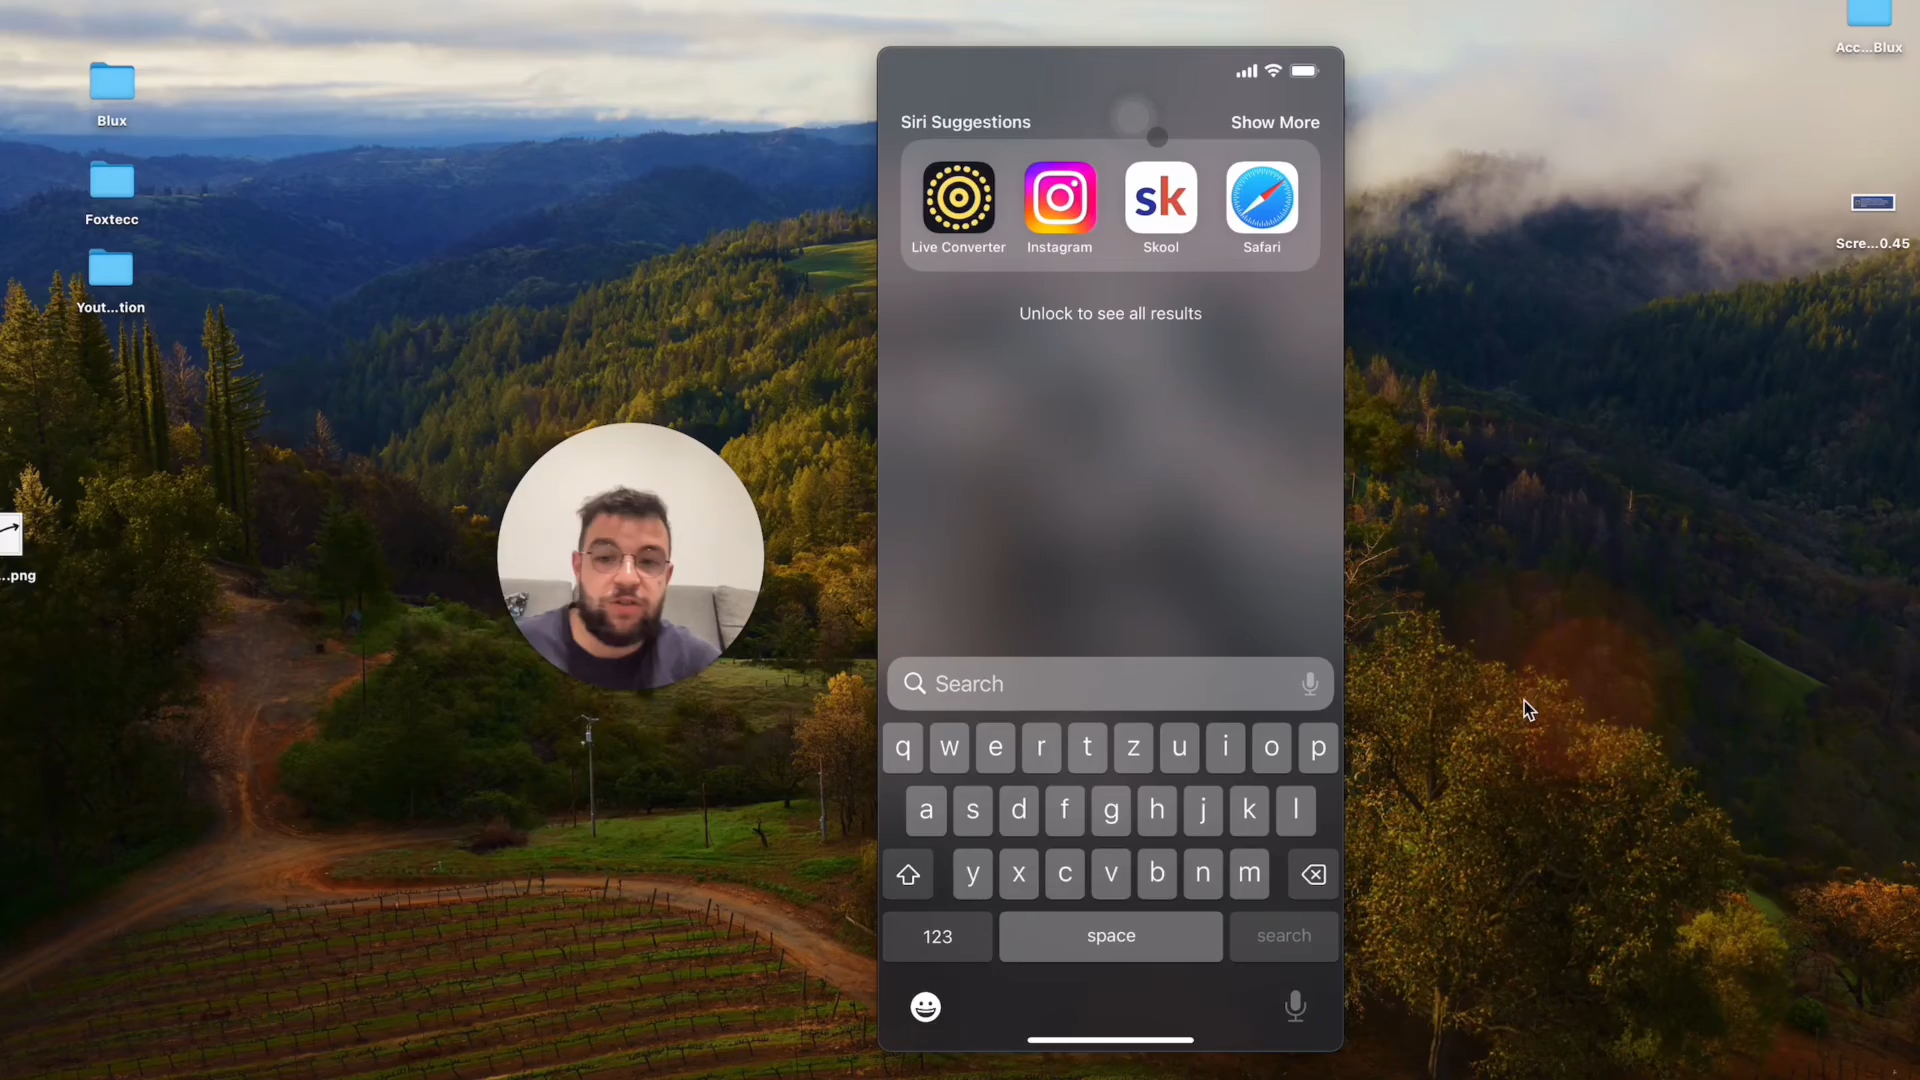 Blux
Foxtecc
Yout...tion
...png
Acc...Blux
Scre...0.45
Siri Suggestions
Show More
sk
Live Converter
Instagram
Skool
Safari
Unlock to see all results
Search
q w e r t z u i o p
a s d f g h j k l
y x c v b n m
123
space
search